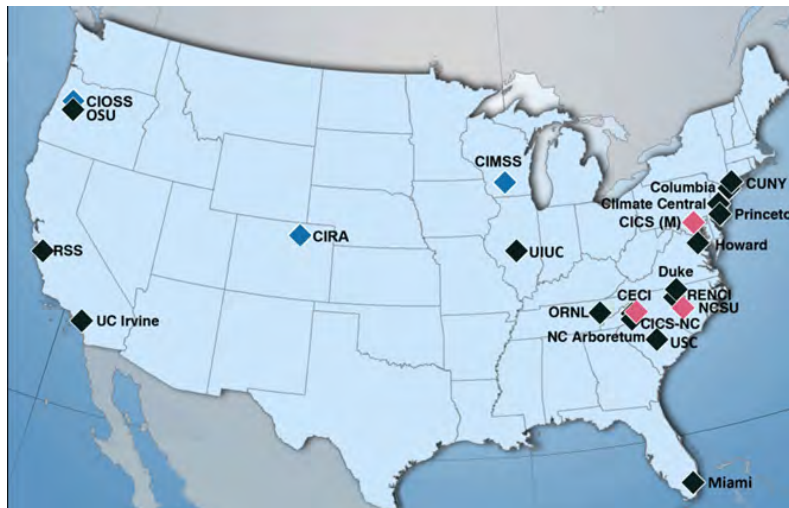 CIOSS
OSU
CIMSS
Columbia
CUNY
Climate Central
Princeto
CICS (M)
Howard
CIRA
RSS
UIUC
Duke
CECI
RENCI
ORNL
NCSU
UC Irvine
CICS-NC
NC Arboretum
USC
Miami